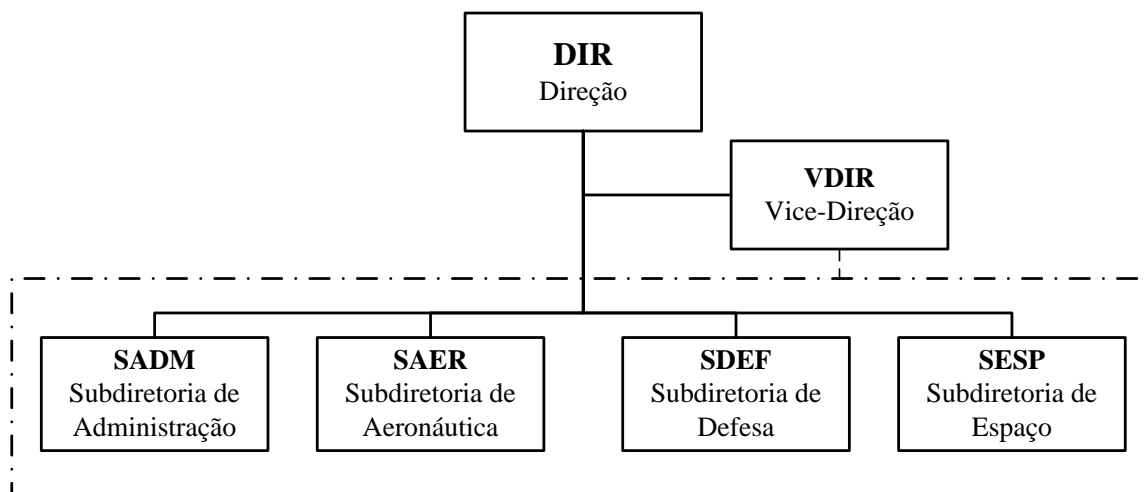 DIR
Direção
VDIR
Vice-Direção
SADM
Subdiretoria de
Administração
SAER
Subdiretoria de
Aeronáutica
SDEF
Subdiretoria de
Defesa
SESP
Subdiretoria de
Espaço